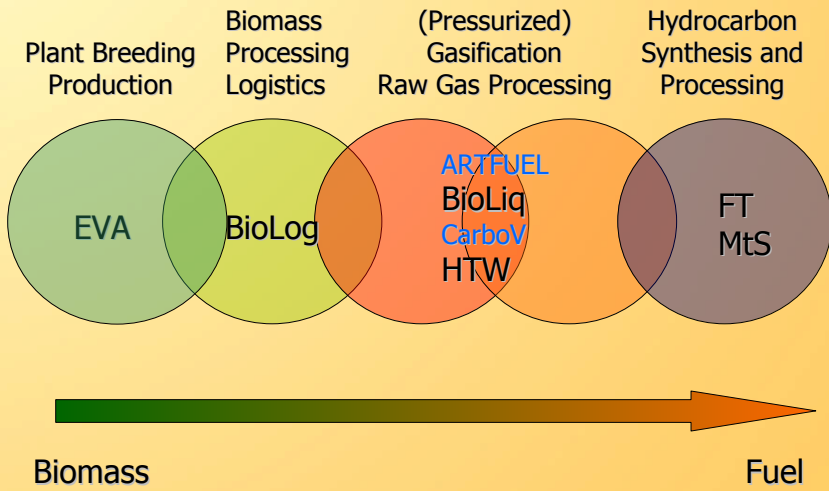 Plant Breeding
Production
Biomass
Processing
Logistics
(Pressurized)
Gasification
Raw Gas Processing
Hydrocarbon
Synthesis and
Processing
EVA
BioLog
ARTFUEL
BioLiq
CarboV
HTW
FT
MtS
Biomass
Fuel